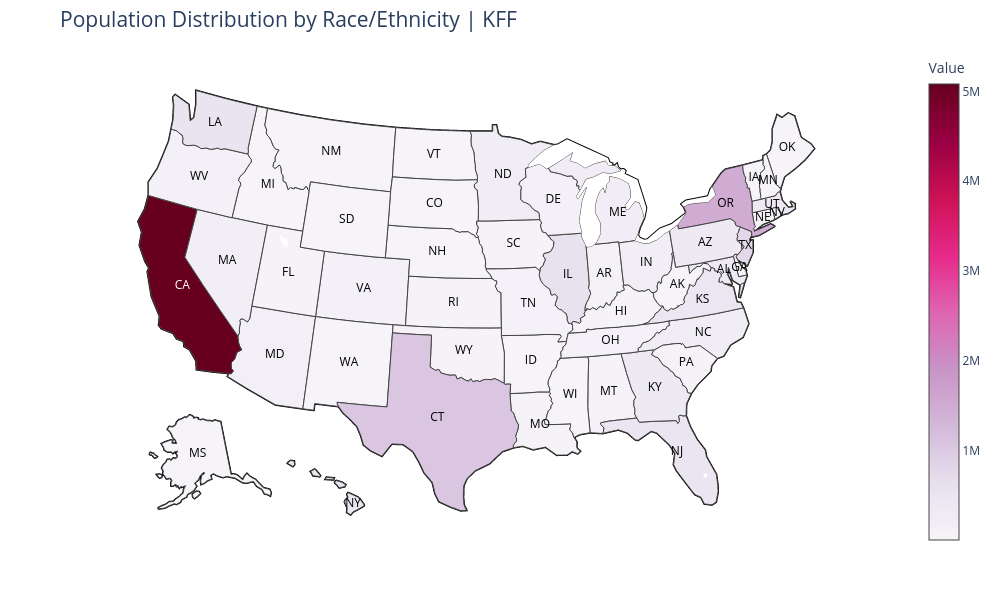 Population Distribution by Race/Ethnicity | KFF
Value
5M
4M
3M
2M
1M
LA
WV
MI
NM
VT
ND
OK
SD
CO
DE
ME
OR
IA
MN
UT
NV
NE
CA
MA
FL
NH
SC
IL
AR
IN
AZ
TX
AL
GA
VA
RI
TN
HI
AK
KS
MD
WA
WY
ID
OH
NC
PA
CT
WI
MT
KY
MO
NJ
MS
NY